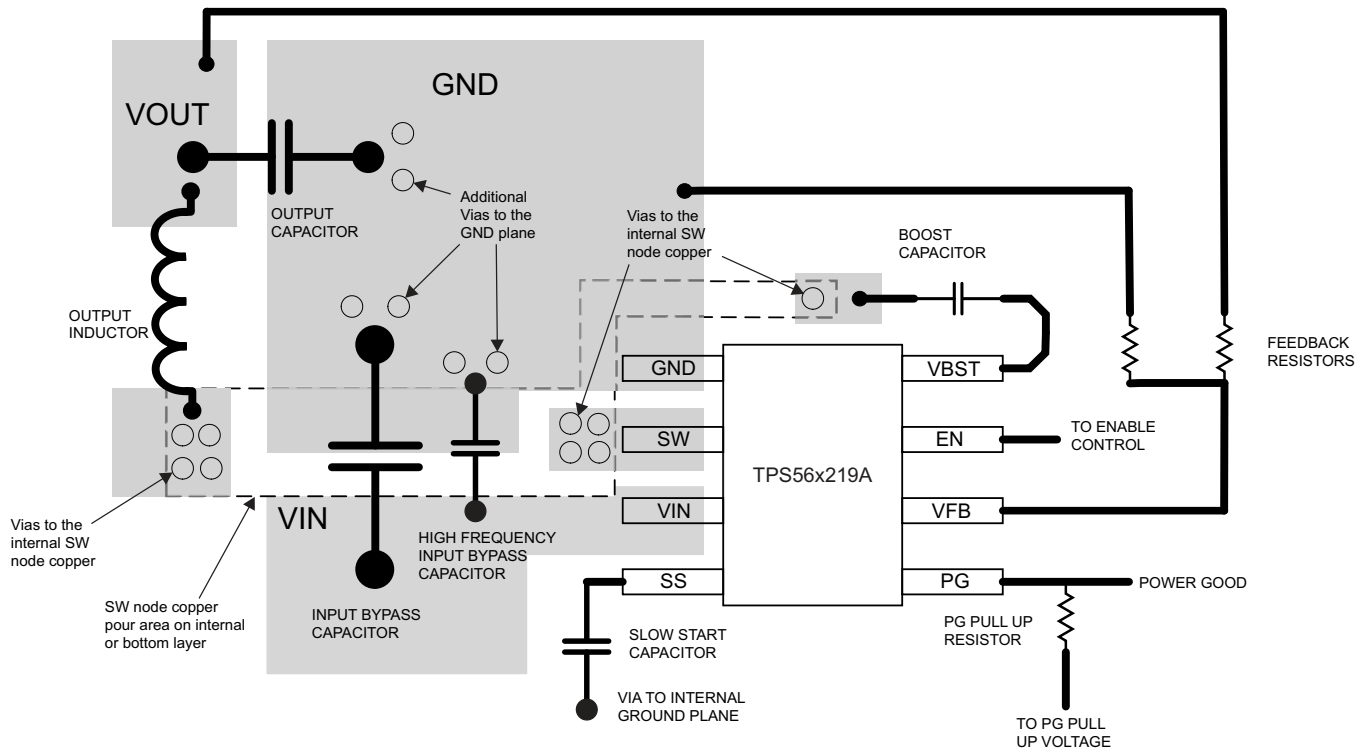 GND
VOUT
OUTPUT
CAPACITOR
Additional
Vias to the
GND plane
Vias to the
internal SW
node copper
BOOST
CAPACITOR
OUTPUT
INDUCTOR
FEEDBACK
RESISTORS
GND
VBST
SW
EN
TO ENABLE
CONTROL
TPS56x219A
VIN
VFB
VIN
Vias to the
internal SW
node copper
HIGH FREQUENCY
INPUT BYPASS
CAPACITOR
SS
PG
POWER GOOD
SW node copper
pour area on internal
or bottom layer
INPUT BYPASS
CAPACITOR
SLOW START
CAPACITOR
PG PULL UP
RESISTOR
VIA TO INTERNAL
GROUND PLANE
TO PG PULL
UP VOLTAGE